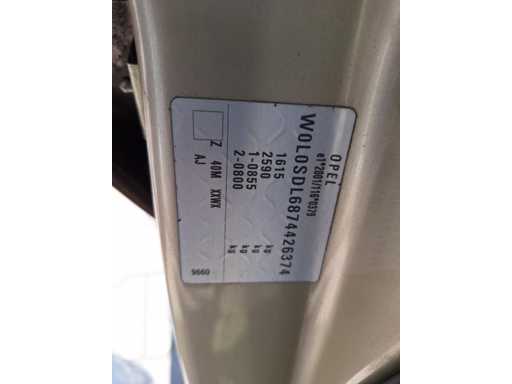 OPEL
e1*2001/116*0379
W0L0SDL6874426374
1615 kg
2590 kg
1-0855 kg
2-0800 kg
Z 40M XXWX
AJ
9660